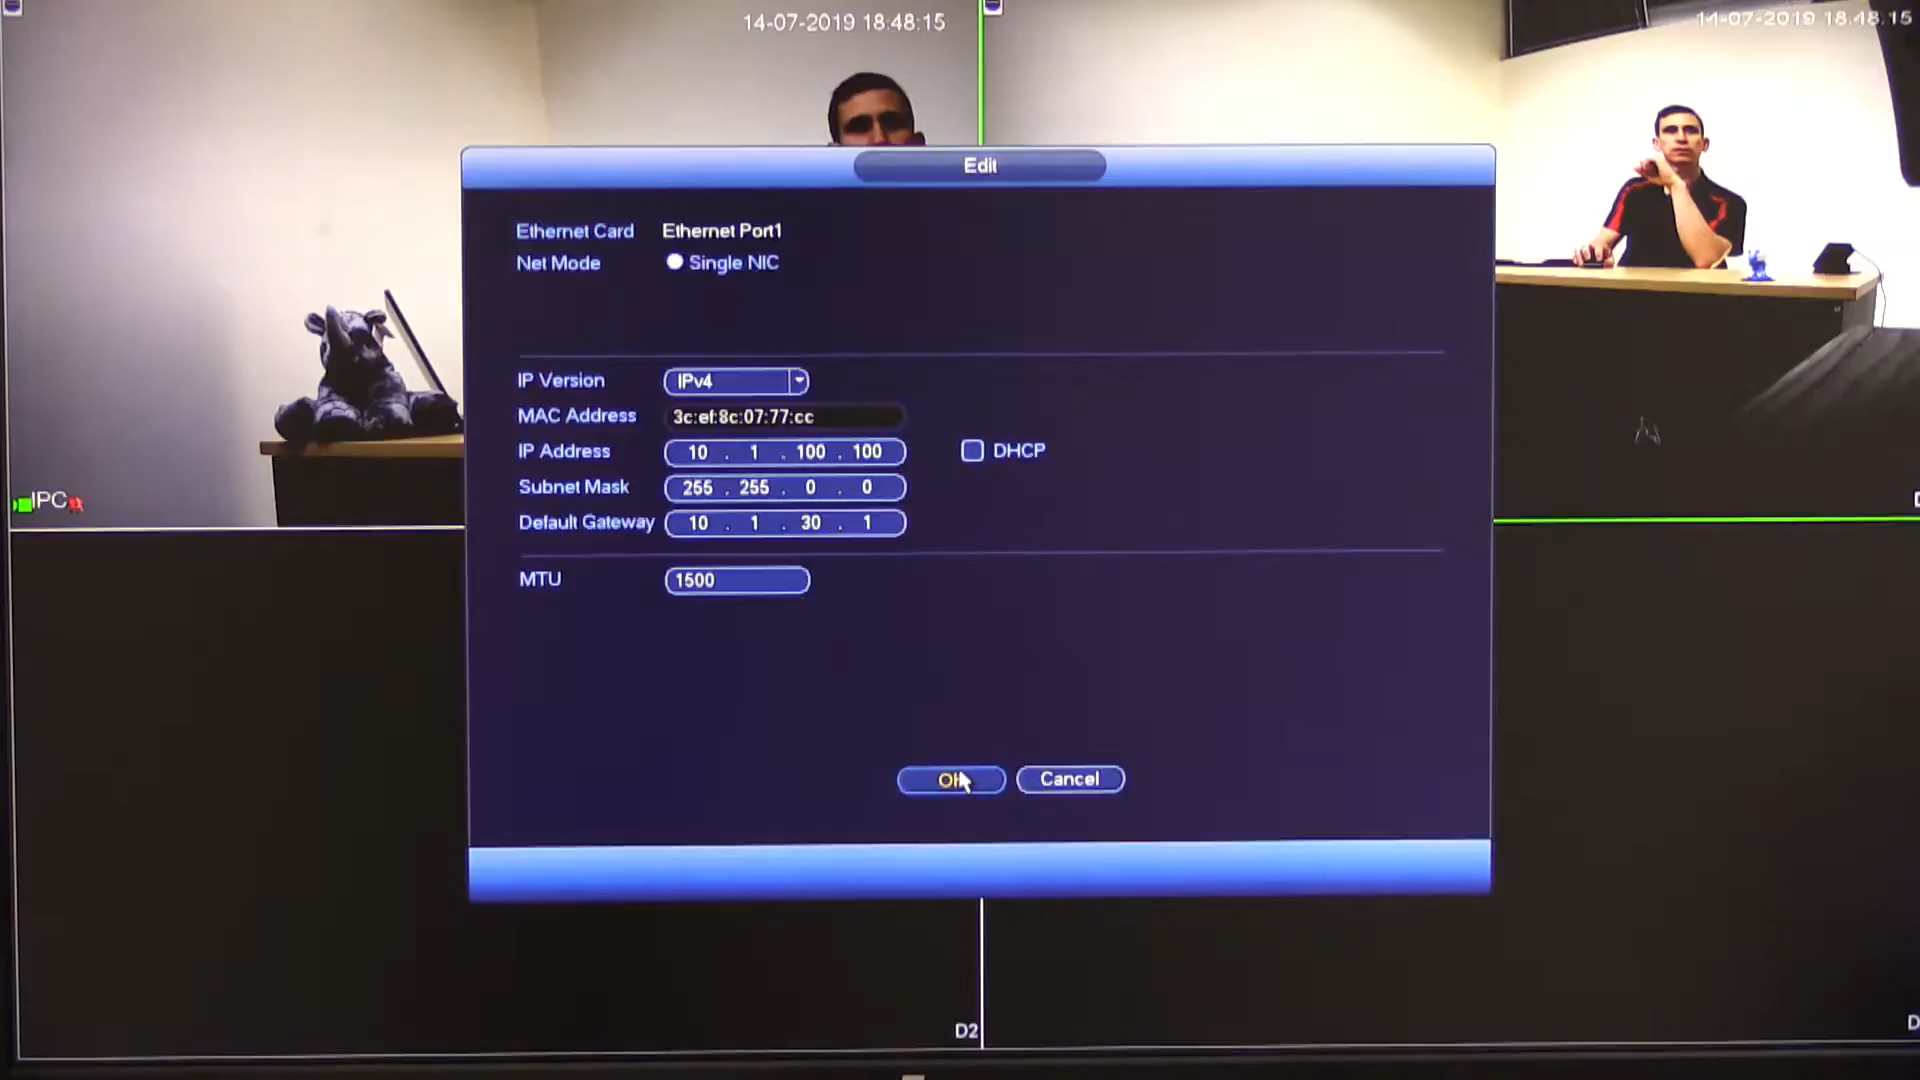 14-07-2019 18:48:15
14-07-2019 18:48:15
Edit
Ethernet Card Ethernet Port1
Net Mode Single NIC
IP Version IPv4
MAC Address 3c:ef:8c:07:77:cc
IP Address 10 . 1 . 100 . 100 DHCP
Subnet Mask 255 . 255 . 0 . 0
IPC
Default Gateway 10 . 1 . 30 . 1
MTU 1500
OK Cancel
D2